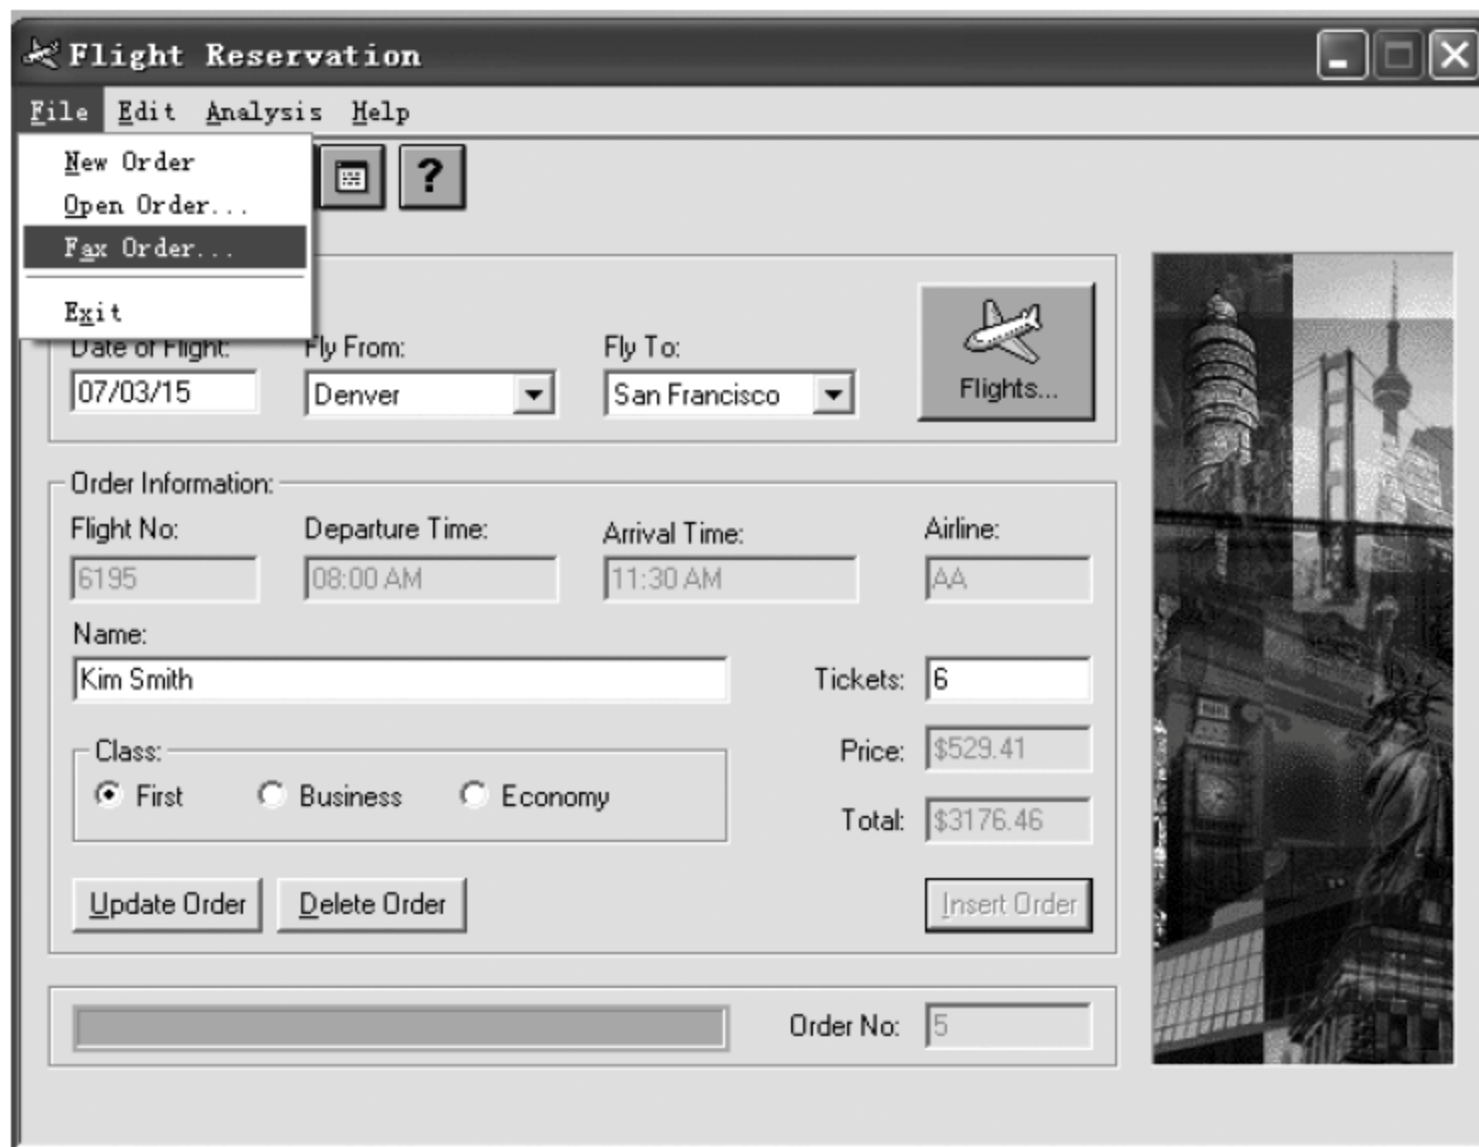 Flight Reservation
File Edit Analysis Help
New Order
Open Order...
Fax Order...
Exit
?
Date of Flight: Fly From: Fly To:
07/03/15 Denver San Francisco Flights...
Order Information:
Flight No: Departure Time: Arrival Time: Airline:
6195 08:00 AM 11:30 AM AA
Name:
Kim Smith Tickets: 6
Class: Price: $529.41
First Business Economy
Total: $3176.46
Update Order Delete Order Insert Order
Order No: 5